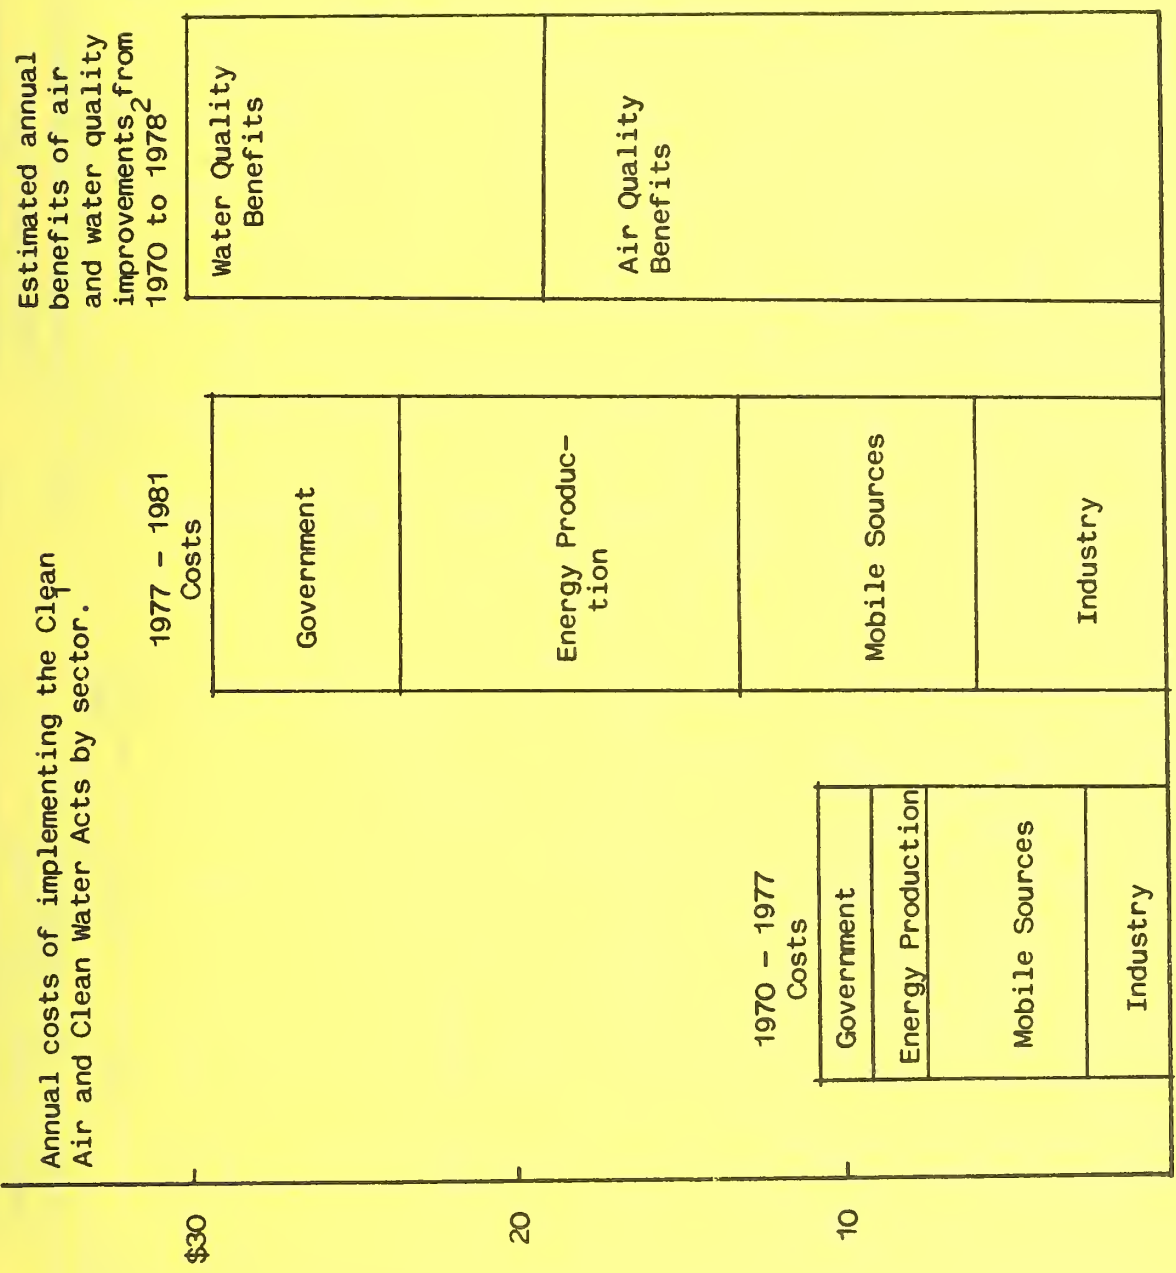 Annual costs of implementing the Clean
Air and Clean Water Acts by sector.1
Estimated annual
benefits of air
and water quality
improvements from
1970 to 19782
$30
20
10
1970 - 1977
Costs
Government
Energy Production
Mobile Sources
Industry
1977 - 1981
Costs
Government
Energy Produc-
tion
Mobile Sources
Industry
Water Quality
Benefits
Air Quality
Benefits